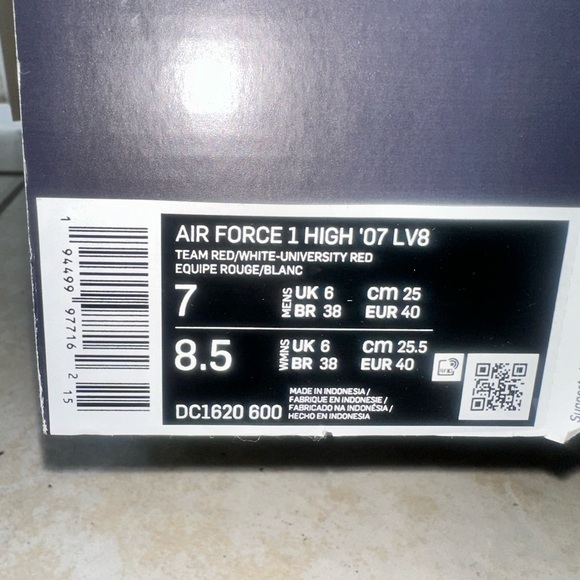 AIR FORCE 1 HIGH '07 LV8
TEAM RED/WHITE-UNIVERSITY RED
EQUIPE ROUGE/BLANC
7 MENS UK 6 cm 25
BR 38 EUR 40
8.5 WMNS UK 6 cm 25.5
BR 38 EUR 40
DC1620 600
MADE IN INDONESIA /
FABRIQUE EN INDONESIE /
FABRICADO NA INDONÉSIA /
HECHO EN INDONESIA
1 94499 97716 2 15